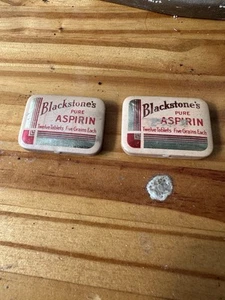 Blackstone's
PURE
ASPIRIN
Twelve Tablets Five Grains Each
Blackstone's
PURE
ASPIRIN
Twelve Tablets Five Grains Each